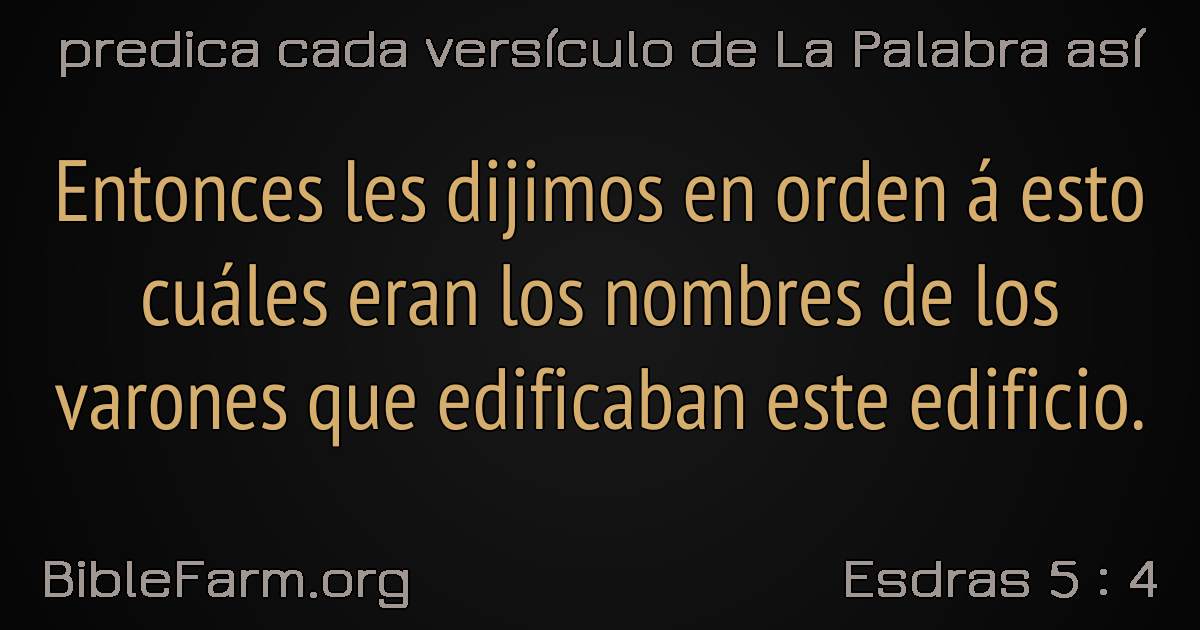 predica cada versículo de La Palabra así
Entonces les dijimos en orden á esto
cuáles eran los nombres de los
varones que edificaban este edificio.
BibleFarm.org
Esdras 5 : 4